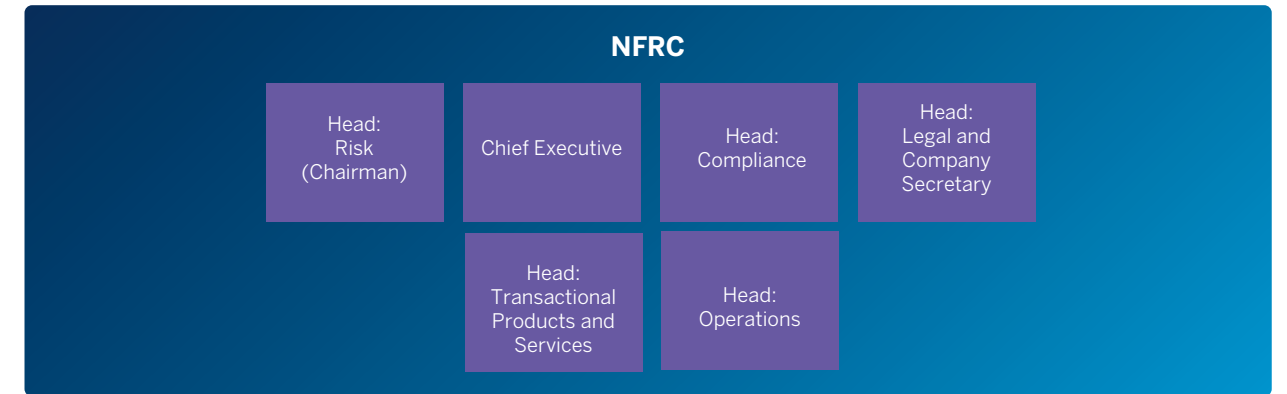 NFRC
Head:
Risk
(Chairman)
Chief Executive
Head:
Compliance
Head:
Legal and
Company
Secretary
Head:
Transactional
Products and
Services
Head:
Operations